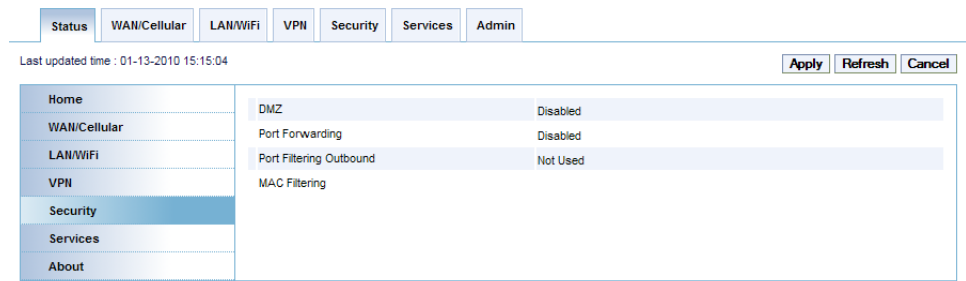 Status WAN/Cellular LAN/WiFi VPN Security Services Admin
Last updated time : 01-13-2010 15:15:04
Apply Refresh Cancel
Home
WAN/Cellular
LAN/WiFi
VPN
Security
Services
About
DMZ Disabled
Port Forwarding Disabled
Port Filtering Outbound Not Used
MAC Filtering